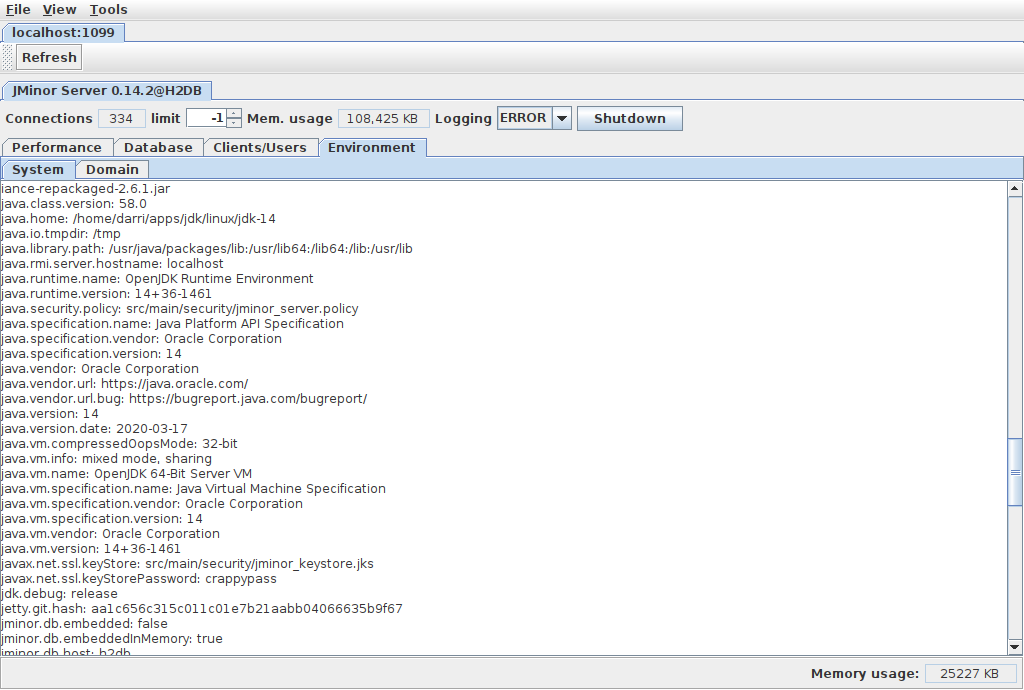 File View Tools
localhost:1099
Refresh
JMinor Server 0.14.2@H2DB
Connections 334 limit -1 Mem. usage 108,425 KB Logging ERROR Shutdown
Performance Database Clients/Users Environment
System Domain
iance-repackaged-2.6.1.jar
java.class.version: 58.0
java.home: /home/darri/apps/jdk/linux/jdk-14
java.io.tmpdir: /tmp
java.library.path: /usr/java/packages/lib:/usr/lib64:/lib64:/lib:/usr/lib
java.rmi.server.hostname: localhost
java.runtime.name: OpenJDK Runtime Environment
java.runtime.version: 14+36-1461
java.security.policy: src/main/security/jminor_server.policy
java.specification.name: Java Platform API Specification
java.specification.vendor: Oracle Corporation
java.specification.version: 14
java.vendor: Oracle Corporation
java.vendor.url: https://java.oracle.com/
java.vendor.url.bug: https://bugreport.java.com/bugreport/
java.version: 14
java.version.date: 2020-03-17
java.vm.compressedOopsMode: 32-bit
java.vm.info: mixed mode, sharing
java.vm.name: OpenJDK 64-Bit Server VM
java.vm.specification.name: Java Virtual Machine Specification
java.vm.specification.vendor: Oracle Corporation
java.vm.specification.version: 14
java.vm.vendor: Oracle Corporation
java.vm.version: 14+36-1461
javax.net.ssl.keyStore: src/main/security/jminor_keystore.jks
javax.net.ssl.keyStorePassword: crappypass
jdk.debug: release
jetty.git.hash: aa1c656c315c011c01e7b21aabb04066635b9f67
jminor.db.embedded: false
jminor.db.embeddedInMemory: true
jminor.db.host: h2db
Memory usage: 25227 KB